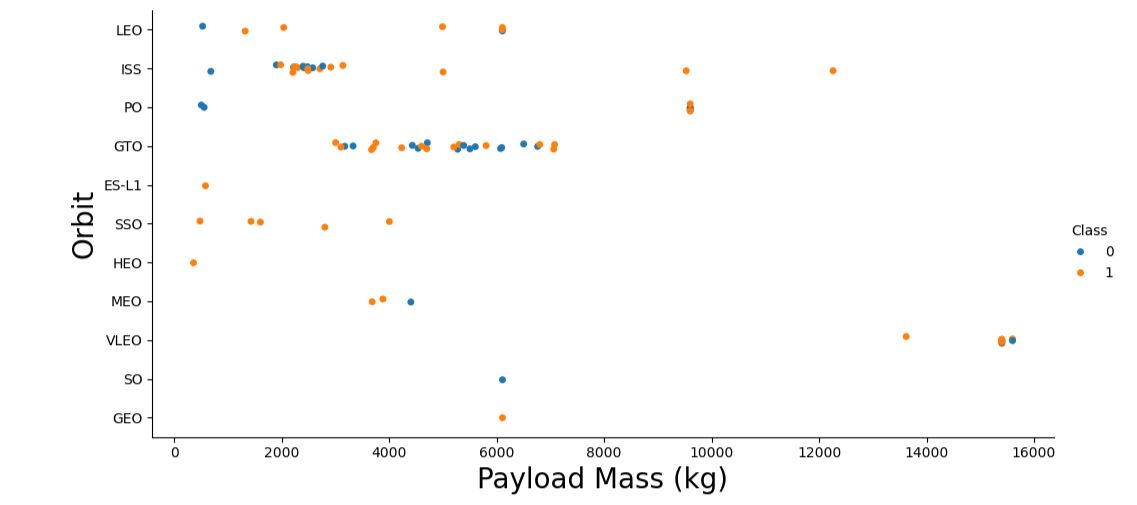 LEO
ISS
PO
GTO
ES-L1
SSO
HEO
MEO
VLEO
SO
GEO
Orbit
0 2000 4000 6000 8000 10000 12000 14000 16000
Payload Mass (kg)
Class
0
1